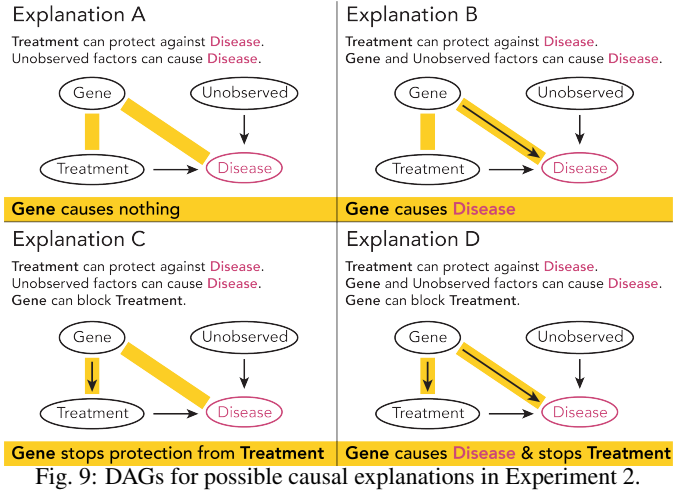 Explanation A
Treatment can protect against Disease.
Unobserved factors can cause Disease.
Gene
Unobserved
Treatment
Disease
Gene causes nothing
Explanation B
Treatment can protect against Disease.
Gene and Unobserved factors can cause Disease.
Gene
Unobserved
Treatment
Disease
Gene causes Disease
Explanation C
Treatment can protect against Disease.
Unobserved factors can cause Disease.
Gene can block Treatment.
Gene
Unobserved
Treatment
Disease
Gene stops protection from Treatment
Explanation D
Treatment can protect against Disease.
Gene and Unobserved factors can cause Disease.
Gene can block Treatment.
Gene
Unobserved
Treatment
Disease
Gene causes Disease & stops Treatment
Fig. 9: DAGs for possible causal explanations in Experiment 2.